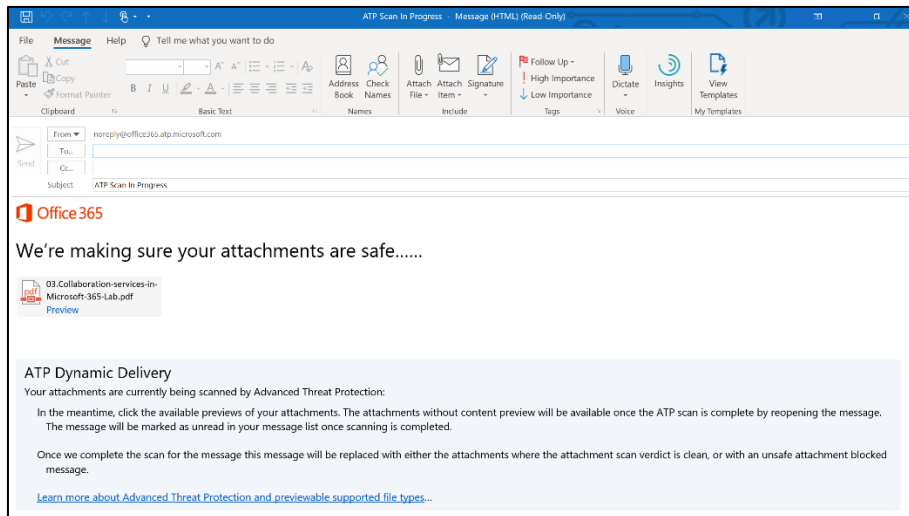 ATP Scan In Progress - Message (HTML) (Read-Only)
File Message Help Tell me what you want to do
Cut
Copy
Format Painter
Paste
Clipboard
B I U
Basic Text
Address Book
Check Names
Names
Attach File
Attach Item
Signature
Include
Follow Up
High Importance
Low Importance
Tags
Dictate
Voice
Insights
View Templates
My Templates
Send
From noreply@office365.atp.microsoft.com
To...
Cc...
Subject ATP Scan In Progress
Office 365
We're making sure your attachments are safe......
pdf
03.Collaboration-services-in-
Microsoft-365-Lab.pdf
Preview
ATP Dynamic Delivery
Your attachments are currently being scanned by Advanced Threat Protection:
In the meantime, click the available previews of your attachments. The attachments without content preview will be available once the ATP scan is complete by reopening the message.
The message will be marked as unread in your message list once scanning is completed.
Once we complete the scan for the message this message will be replaced with either the attachments where the attachment scan verdict is clean, or with an unsafe attachment blocked
message.
Learn more about Advanced Threat Protection and previewable supported file types...